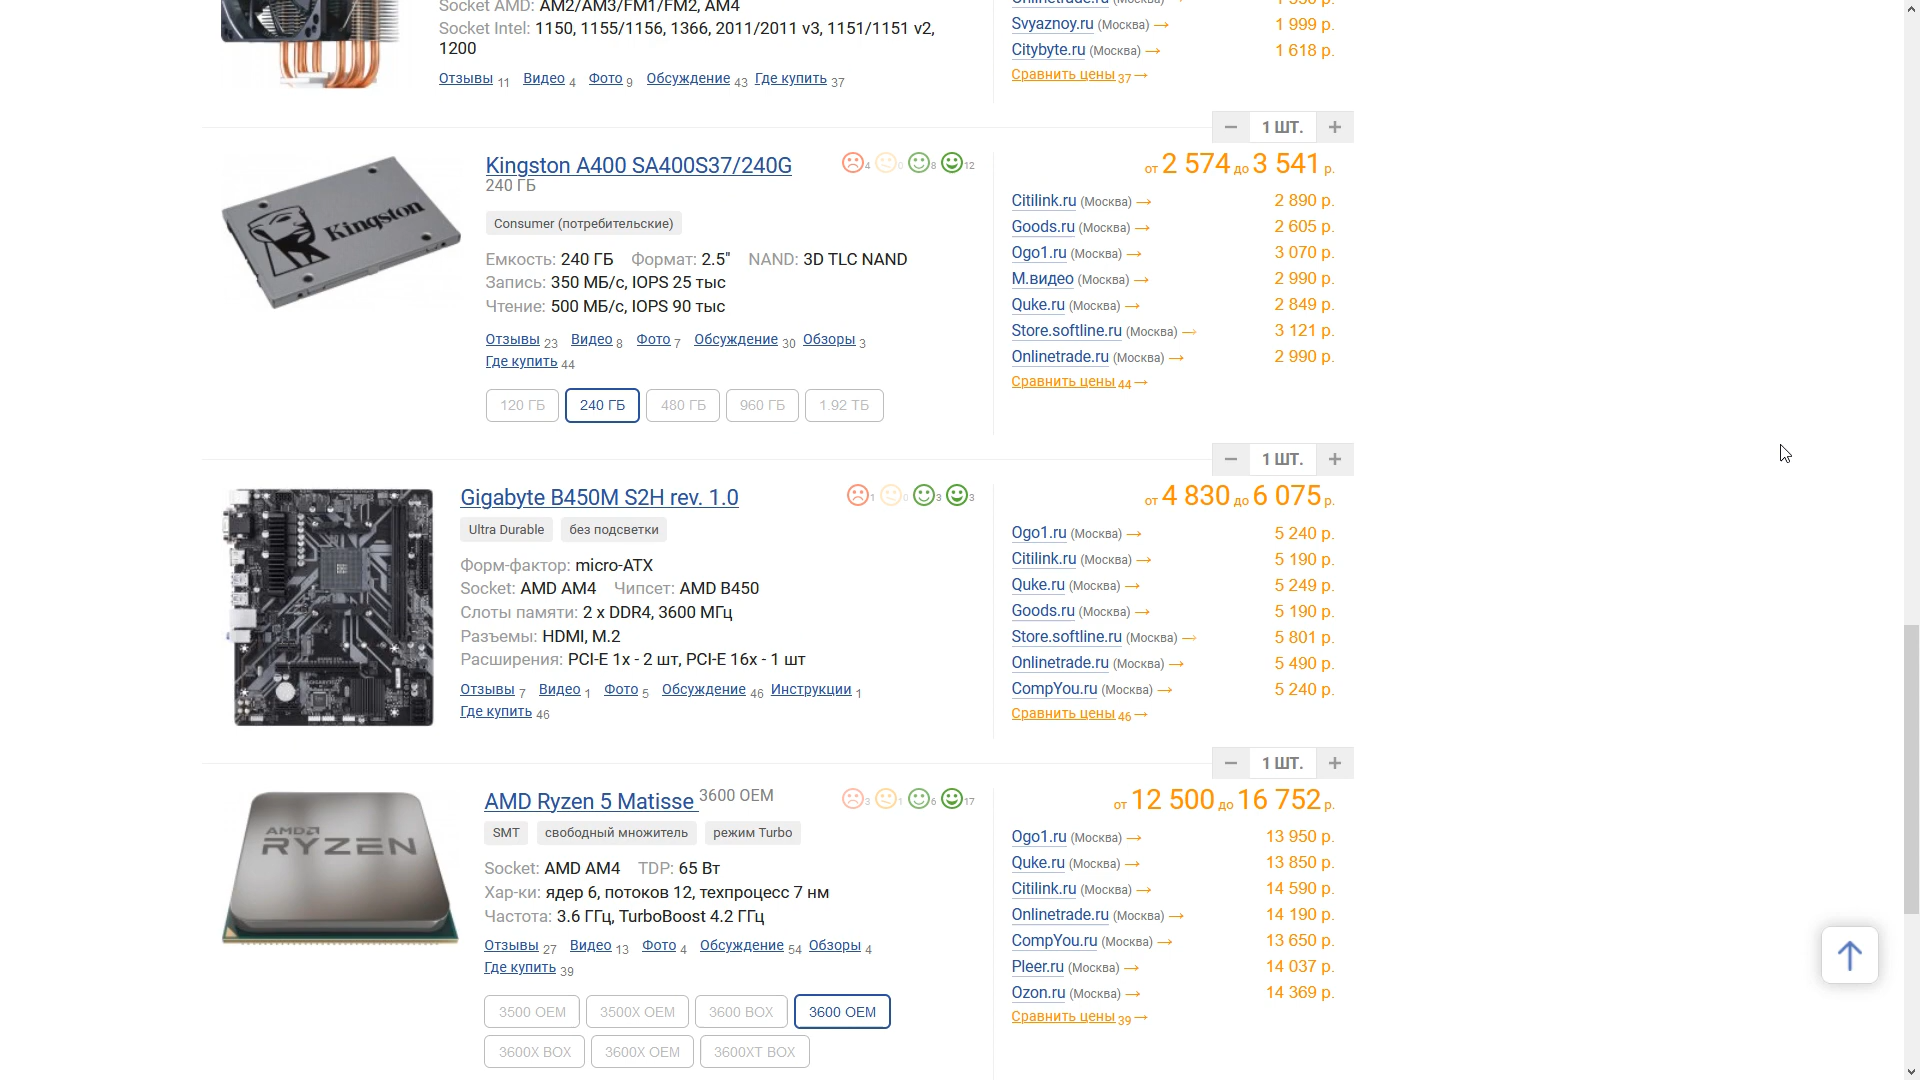 Socket AMD: AM2/AM3/FM1/FM2, AM4
Socket Intel: 1150, 1155/1156, 1366, 2011/2011 v3, 1151/1151 v2,
1200
Отзывы 11 Видео 4 Фото 9 Обсуждение 43 Где купить 37
Svyaznoy.ru (Москва) → 1 999 р.
Citybyte.ru (Москва) → 1 618 р.
Сравнить цены 37 →
− 1 ШТ. +
Kingston A400 SA400S37/240G
240 ГБ
4 0 8 12
Consumer (потребительские)
Емкость: 240 ГБ Формат: 2.5" NAND: 3D TLC NAND
Запись: 350 МБ/с, IOPS 25 тыс
Чтение: 500 МБ/с, IOPS 90 тыс
Отзывы 23 Видео 8 Фото 7 Обсуждение 30 Обзоры 3
Где купить 44
120 ГБ 240 ГБ 480 ГБ 960 ГБ 1.92 ТБ
Kingston
от 2 574 до 3 541 р.
Citilink.ru (Москва) → 2 890 р.
Goods.ru (Москва) → 2 605 р.
Ogo1.ru (Москва) → 3 070 р.
М.видео (Москва) → 2 990 р.
Quke.ru (Москва) → 2 849 р.
Store.softline.ru (Москва) → 3 121 р.
Onlinetrade.ru (Москва) → 2 990 р.
Сравнить цены 44 →
− 1 ШТ. +
Gigabyte B450M S2H rev. 1.0
1 0 3 3
Ultra Durable без подсветки
Форм-фактор: micro-ATX
Socket: AMD AM4 Чипсет: AMD B450
Слоты памяти: 2 x DDR4, 3600 МГц
Разъемы: HDMI, M.2
Расширения: PCI-E 1x - 2 шт, PCI-E 16x - 1 шт
Отзывы 7 Видео 1 Фото 5 Обсуждение 46 Инструкции 1
Где купить 46
от 4 830 до 6 075 р.
Ogo1.ru (Москва) → 5 240 р.
Citilink.ru (Москва) → 5 190 р.
Quke.ru (Москва) → 5 249 р.
Goods.ru (Москва) → 5 190 р.
Store.softline.ru (Москва) → 5 801 р.
Onlinetrade.ru (Москва) → 5 490 р.
CompYou.ru (Москва) → 5 240 р.
Сравнить цены 46 →
− 1 ШТ. +
AMD Ryzen 5 Matisse 3600 OEM
3 1 6 17
SMT свободный множитель режим Turbo
Socket: AMD AM4 TDP: 65 Вт
Хар-ки: ядер 6, потоков 12, техпроцесс 7 нм
Частота: 3.6 ГГц, TurboBoost 4.2 ГГц
Отзывы 27 Видео 13 Фото 4 Обсуждение 54 Обзоры 4
Где купить 39
3500 OEM 3500X OEM 3600 BOX 3600 OEM
3600X BOX 3600X OEM 3600XT BOX
AMD
RYZEN
от 12 500 до 16 752 р.
Ogo1.ru (Москва) → 13 950 р.
Quke.ru (Москва) → 13 850 р.
Citilink.ru (Москва) → 14 590 р.
Onlinetrade.ru (Москва) → 14 190 р.
CompYou.ru (Москва) → 13 650 р.
Pleer.ru (Москва) → 14 037 р.
Ozon.ru (Москва) → 14 369 р.
Сравнить цены 39 →